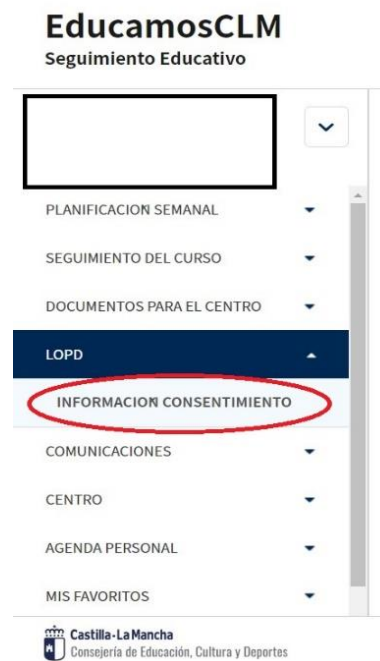 EducamosCLM
Seguimiento Educativo
PLANIFICACION SEMANAL
SEGUIMIENTO DEL CURSO
DOCUMENTOS PARA EL CENTRO
LOPD
INFORMACION CONSENTIMIENTO
COMUNICACIONES
CENTRO
AGENDA PERSONAL
MIS FAVORITOS
Castilla-La Mancha
Consejería de Educación, Cultura y Deportes